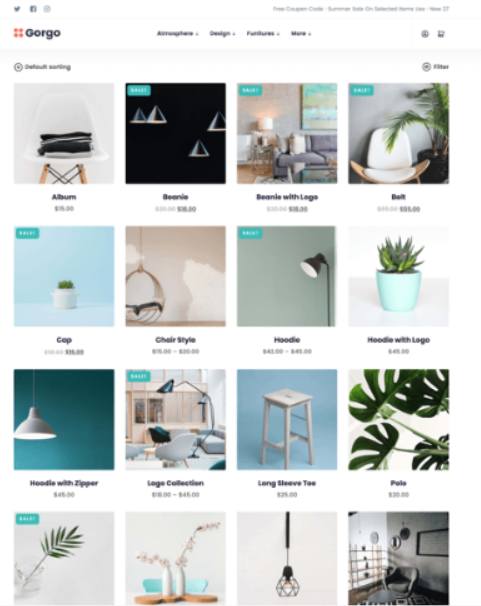 Free Coupon Code - Summer Sale On Selected Items Use - New 27
Gorgo
Atmosphere
Design
Funitures
More
Default sorting
Filter
SALE!
SALE!
SALE!
Album
Beanie
Beanie with Logo
Belt
$15.00
$20.00 $18.00
$20.00 $18.00
$55.00
SALE!
SALE!
Cap
Chair Style
Hoodie
Hoodie with Logo
$18.00 $16.00
$15.00 – $20.00
$42.00 – $45.00
$45.00
SALE!
Hoodie with Zipper
Logo Collection
Long Sleeve Tee
Polo
$45.00
$18.00 – $45.00
$25.00
$20.00
SALE!